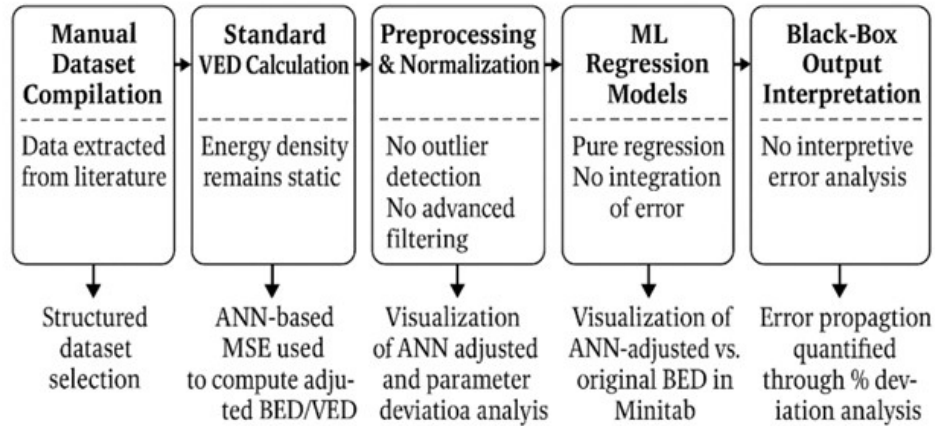 Manual
Dataset
Compilation
Data extracted
from literature
Standard
VED Calculation
Energy density
remains static
Preprocessing
& Normalization
No outlier
detection
No advanced
filtering
ML
Regression
Models
Pure regression
No integration
of error
Black-Box
Output
Interpretation
No interpretive
error analysis
Structured
dataset
selection
ANN-based
MSE used
to compute adju-
ted BED/VED
Visualization
of ANN adjusted
and parameter
deviatioa analyis
Visualization of
ANN-adjusted vs.
original BED in
Minitab
Error propagtion
quantified
through % dev-
iation analysis